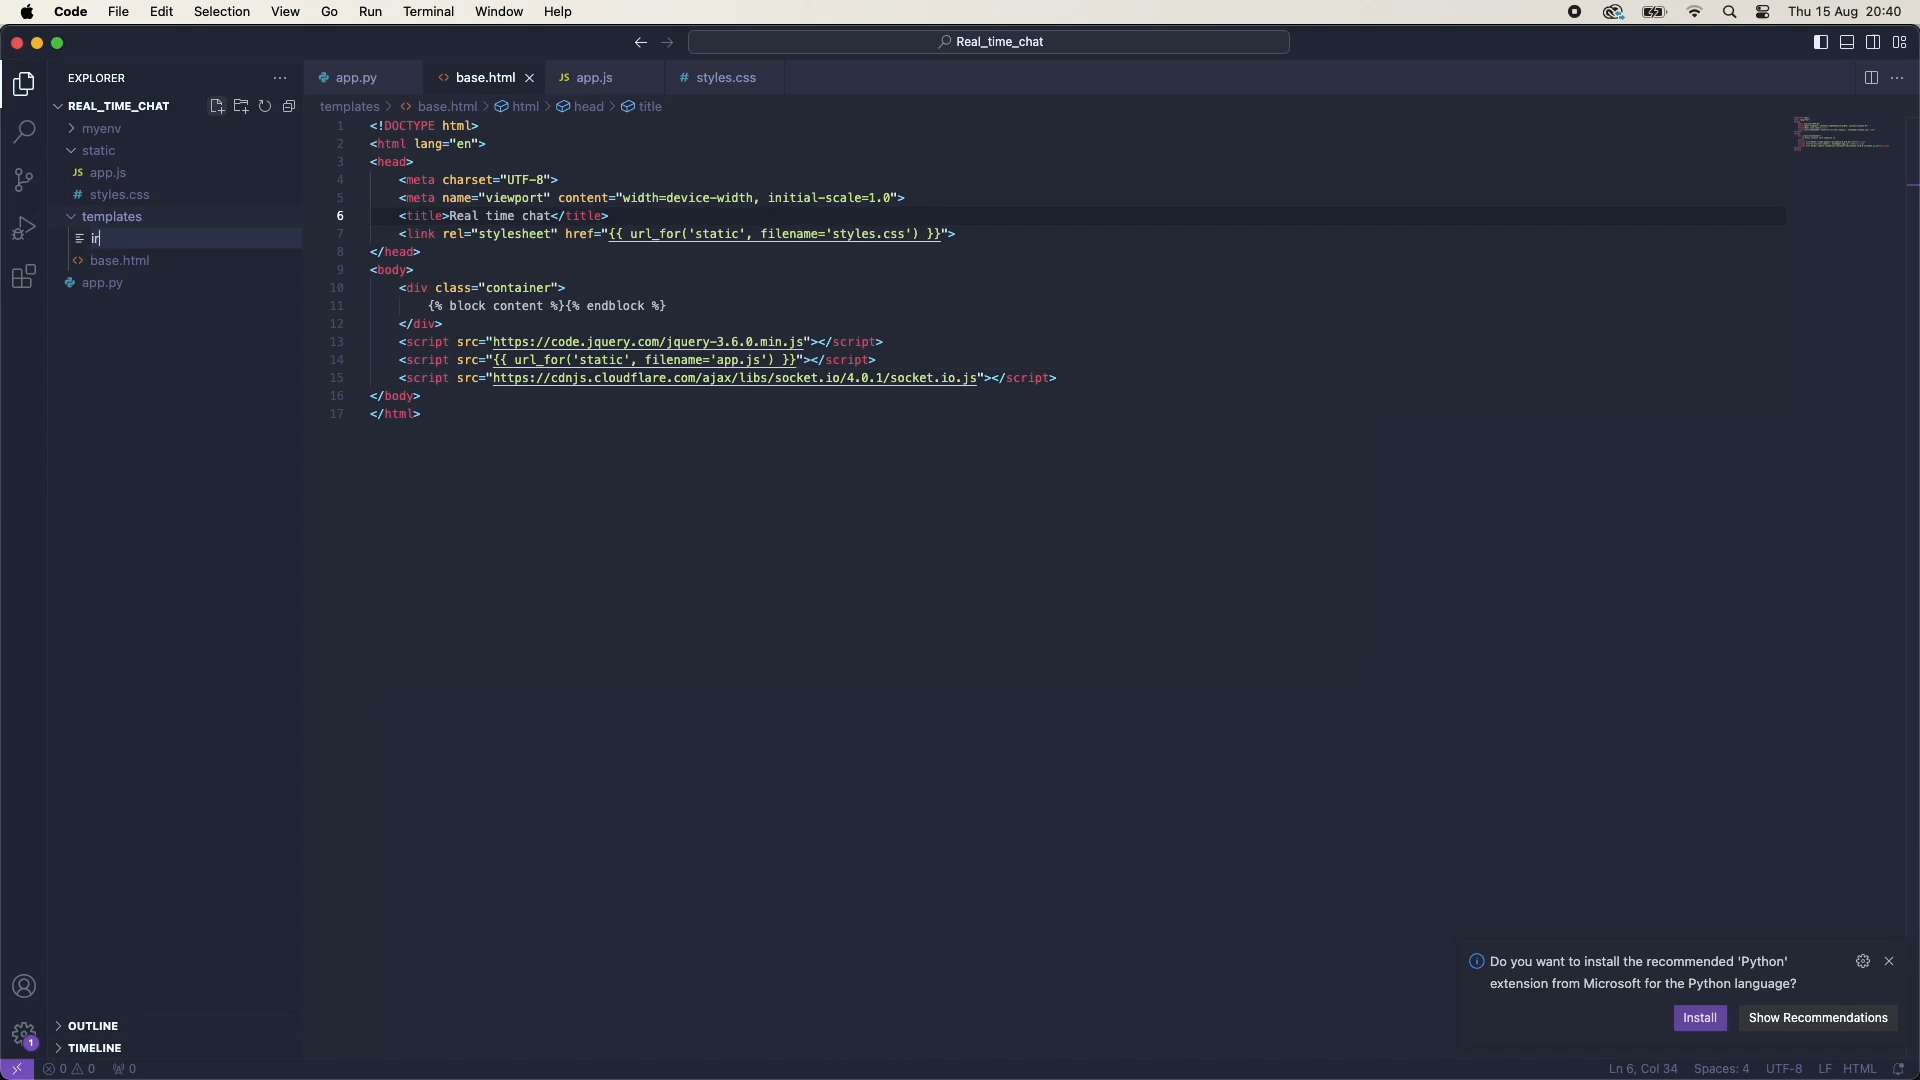 Code File Edit Selection View Go Run Terminal Window Help Thu 15 Aug 20:40
Real_time_chat
EXPLORER
REAL_TIME_CHAT
myenv
static
JS app.js
# styles.css
templates
ir
<> base.html
app.py
OUTLINE
TIMELINE
app.py <> base.html JS app.js # styles.css
templates > <> base.html > html > head > title
1 <!DOCTYPE html>
2 <html lang="en">
3 <head>
4 <meta charset="UTF-8">
5 <meta name="viewport" content="width=device-width, initial-scale=1.0">
6 <title>Real time chat</title>
7 <link rel="stylesheet" href="{{ url_for('static', filename='styles.css') }}">
8 </head>
9 <body>
10 <div class="container">
11 {% block content %}{% endblock %}
12 </div>
13 <script src="https://code.jquery.com/jquery-3.6.0.min.js"></script>
14 <script src="{{ url_for('static', filename='app.js') }}"></script>
15 <script src="https://cdnjs.cloudflare.com/ajax/libs/socket.io/4.0.1/socket.io.js"></script>
16 </body>
17 </html>
Do you want to install the recommended 'Python'
extension from Microsoft for the Python language?
Install Show Recommendations
1
0 0 0 Ln 6, Col 34 Spaces: 4 UTF-8 LF HTML